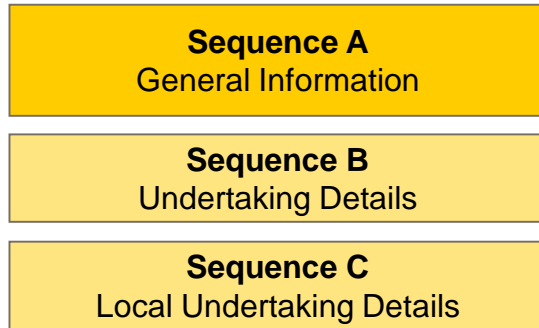 Sequence A
General Information
Sequence B
Undertaking Details
Sequence C
Local Undertaking Details